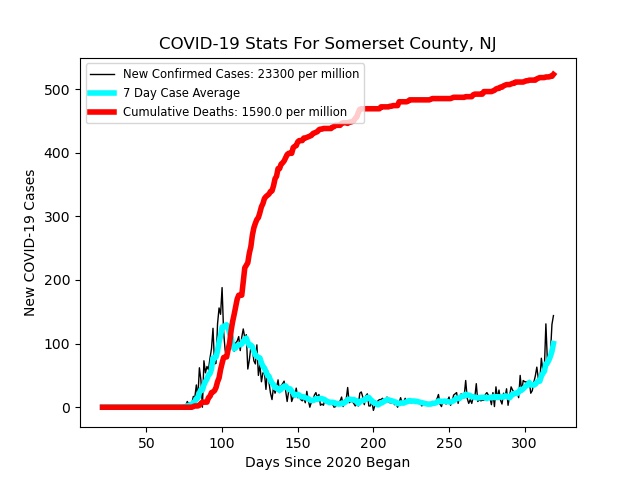 COVID-19 Stats For Somerset County, NJ
New Confirmed Cases: 23300 per million
7 Day Case Average
Cumulative Deaths: 1590.0 per million
New COVID-19 Cases
500
400
300
200
100
0
50 100 150 200 250 300
Days Since 2020 Began